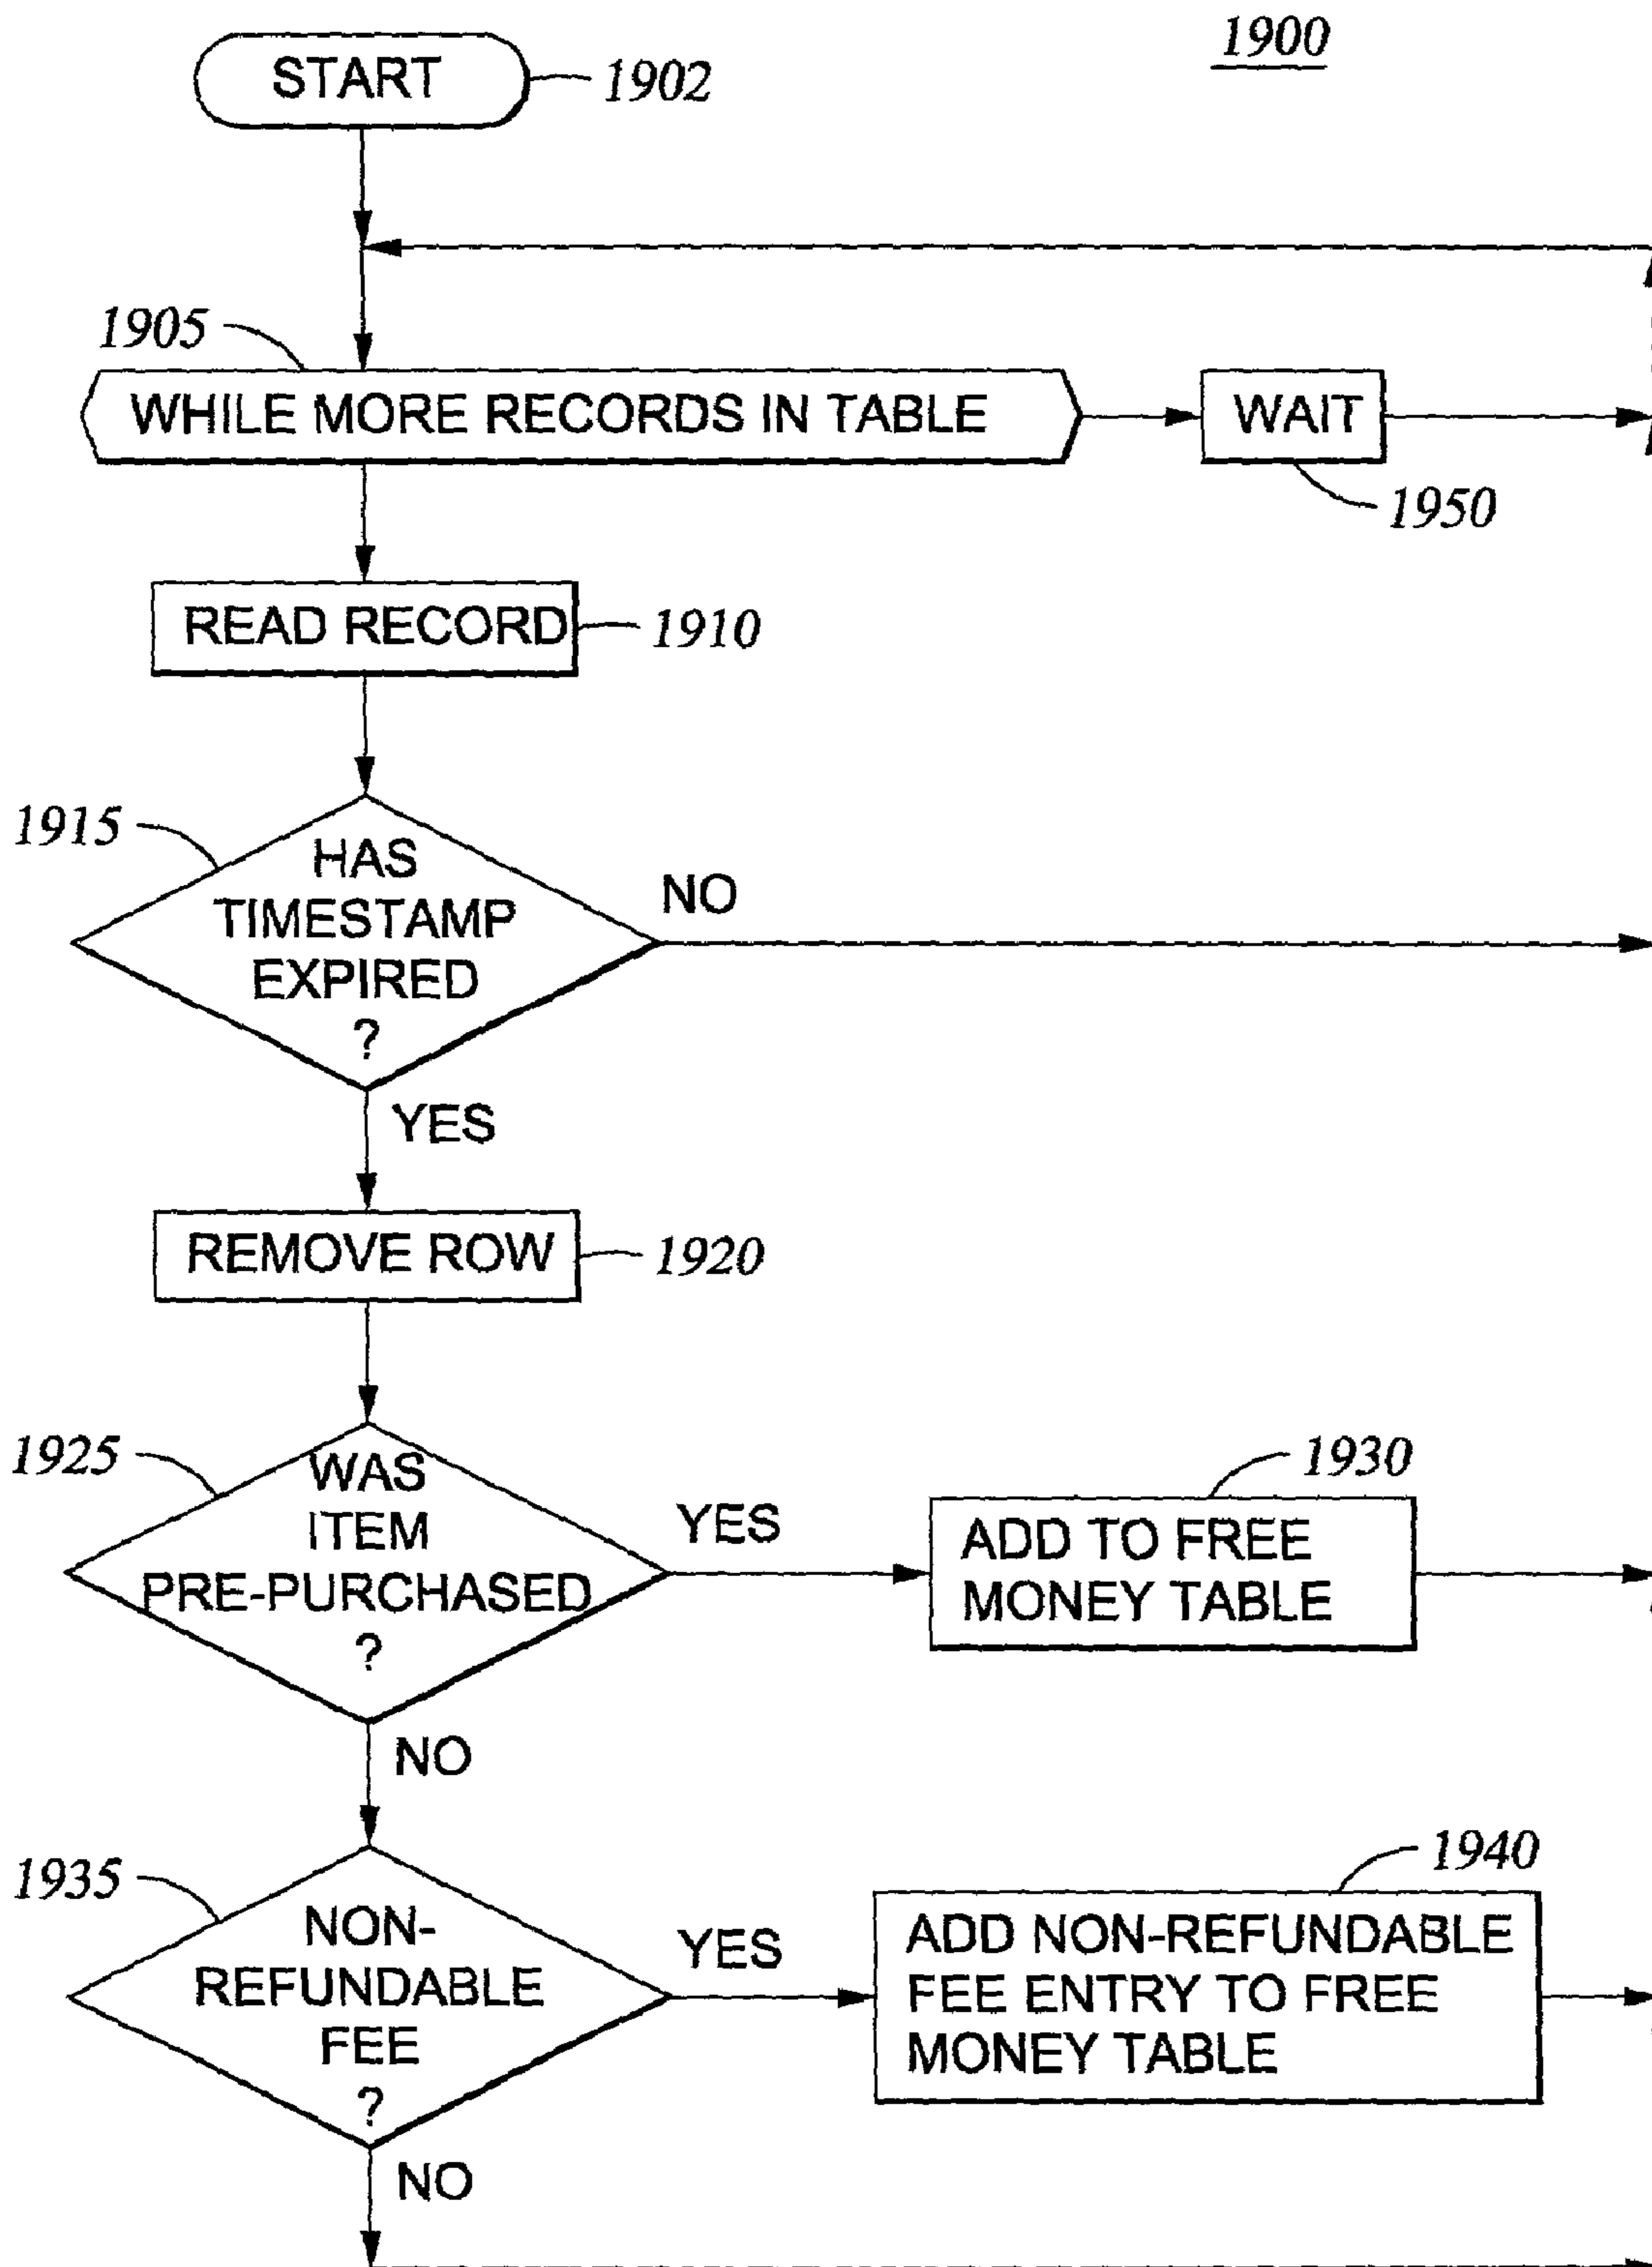 1900
START
1902
1905
WHILE MORE RECORDS IN TABLE
WAIT
1950
READ RECORD
1910
1915
HAS
TIMESTAMP
EXPIRED
?
NO
YES
REMOVE ROW
1920
1925
WAS
ITEM
PRE-PURCHASED
?
YES
1930
ADD TO FREE
MONEY TABLE
NO
1935
NON-
REFUNDABLE
FEE
?
YES
1940
ADD NON-REFUNDABLE
FEE ENTRY TO FREE
MONEY TABLE
NO